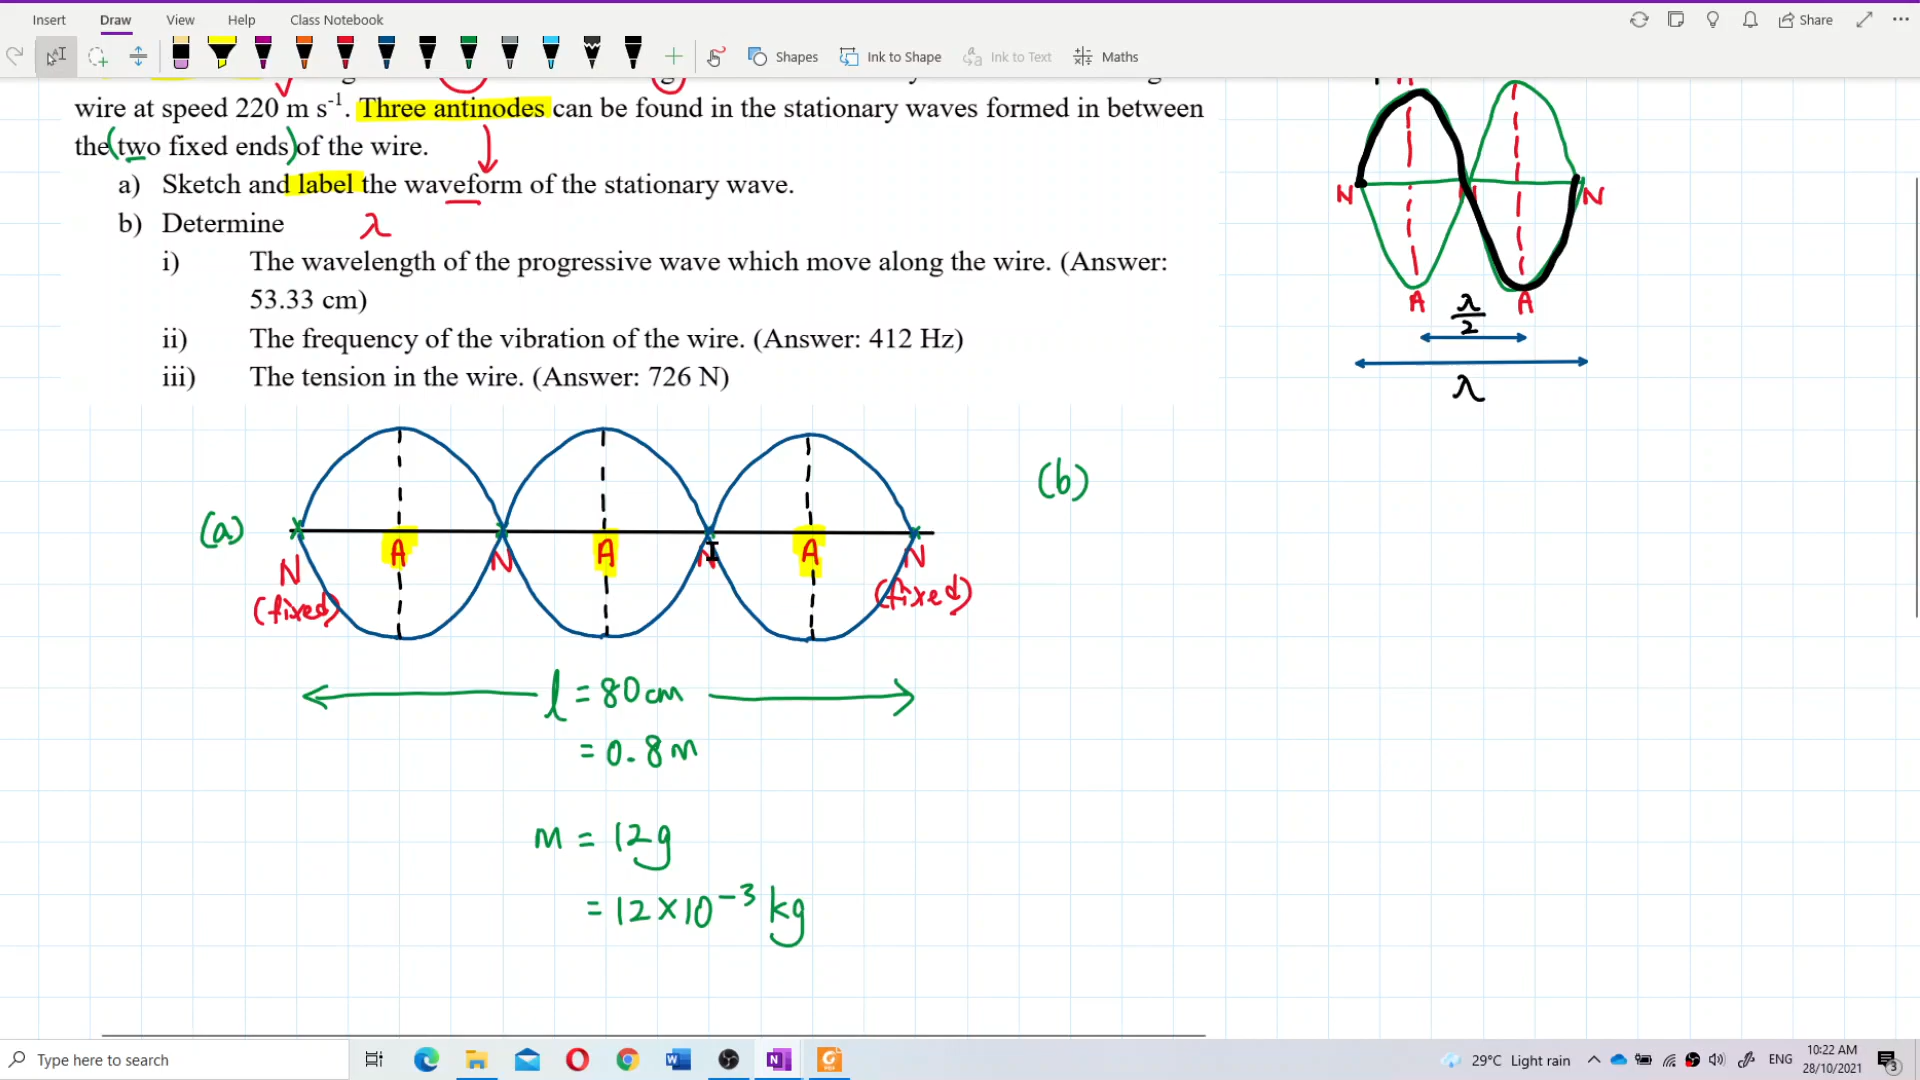 Insert Draw View Help Class Notebook
Share
Shapes Ink to Shape Ink to Text Maths
wire at speed 220 m s-1. Three antinodes can be found in the stationary waves formed in between
the (two fixed ends) of the wire.
a) Sketch and label the waveform of the stationary wave.
b) Determine λ
i) The wavelength of the progressive wave which move along the wire. (Answer:
53.33 cm)
ii) The frequency of the vibration of the wire. (Answer: 412 Hz)
iii) The tension in the wire. (Answer: 726 N)
N N N
A A
λ/2
λ
(a)
A A A
N N N N
(fixed) (fixed)
l = 80 cm
= 0.8 m
m = 12g
= 12 × 10-3 kg
(b)
Type here to search
29°C Light rain
ENG
10:22 AM
28/10/2021
3